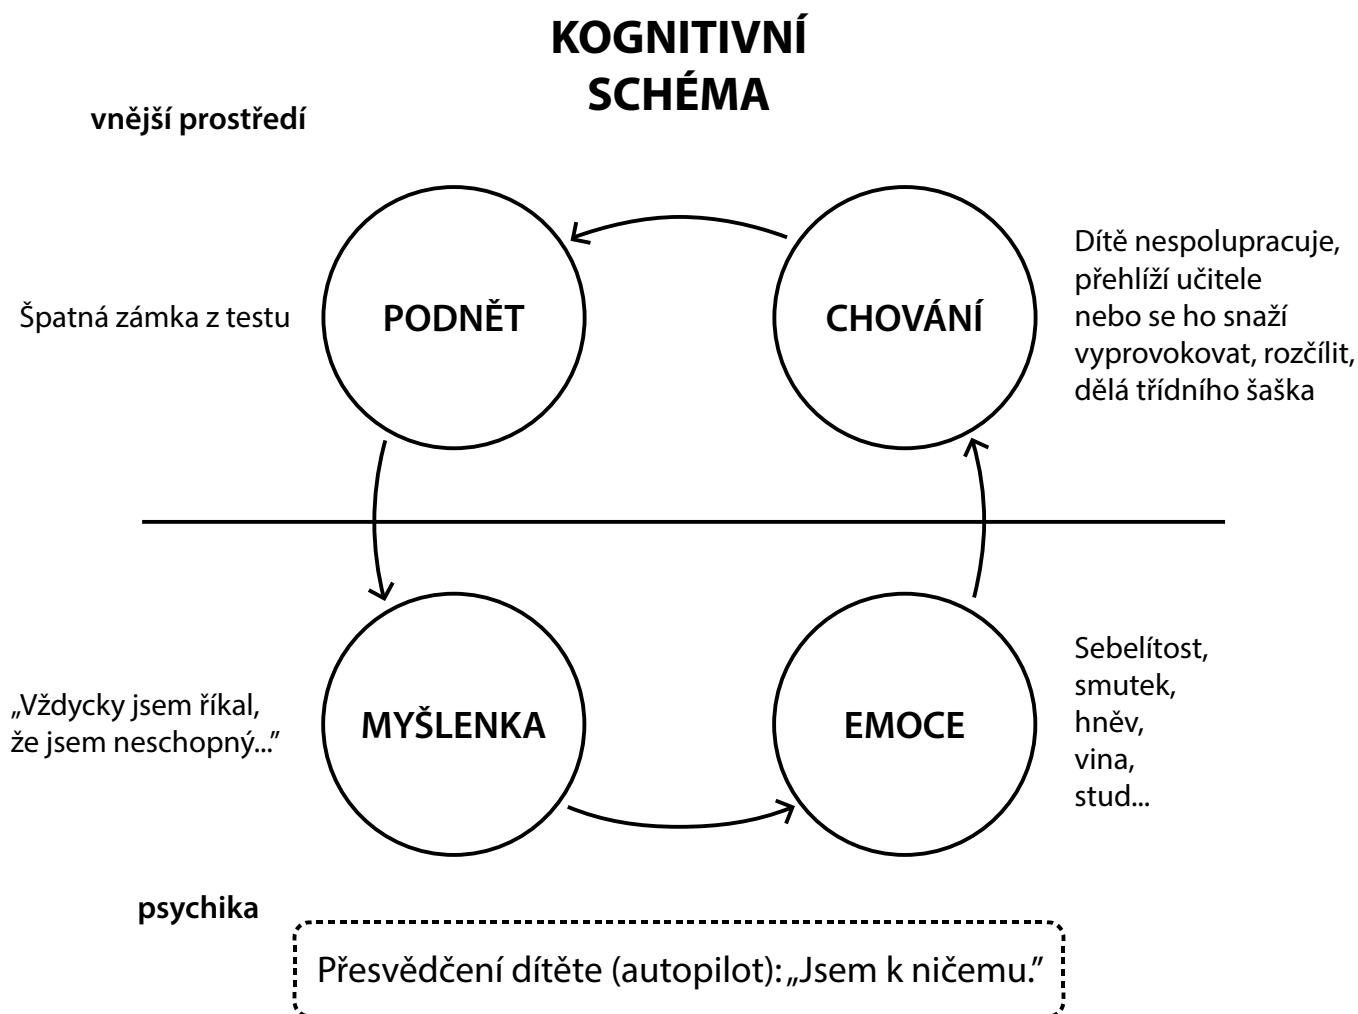 KOGNITIVNÍ
SCHÉMA
vnější prostředí
Špatná zámka z testu
PODNĚT
CHOVÁNÍ
Dítě nespolupracuje,
přehlíží učitele
nebo se ho snaží
vyprovokovat, rozčílit,
dělá třídního šaška
„Vždycky jsem říkal,
že jsem neschopný...”
MYŠLENKA
EMOCE
Sebelítost,
smutek,
hněv,
vina,
stud...
psychika
Přesvědčení dítěte (autopilot): „Jsem k ničemu.”